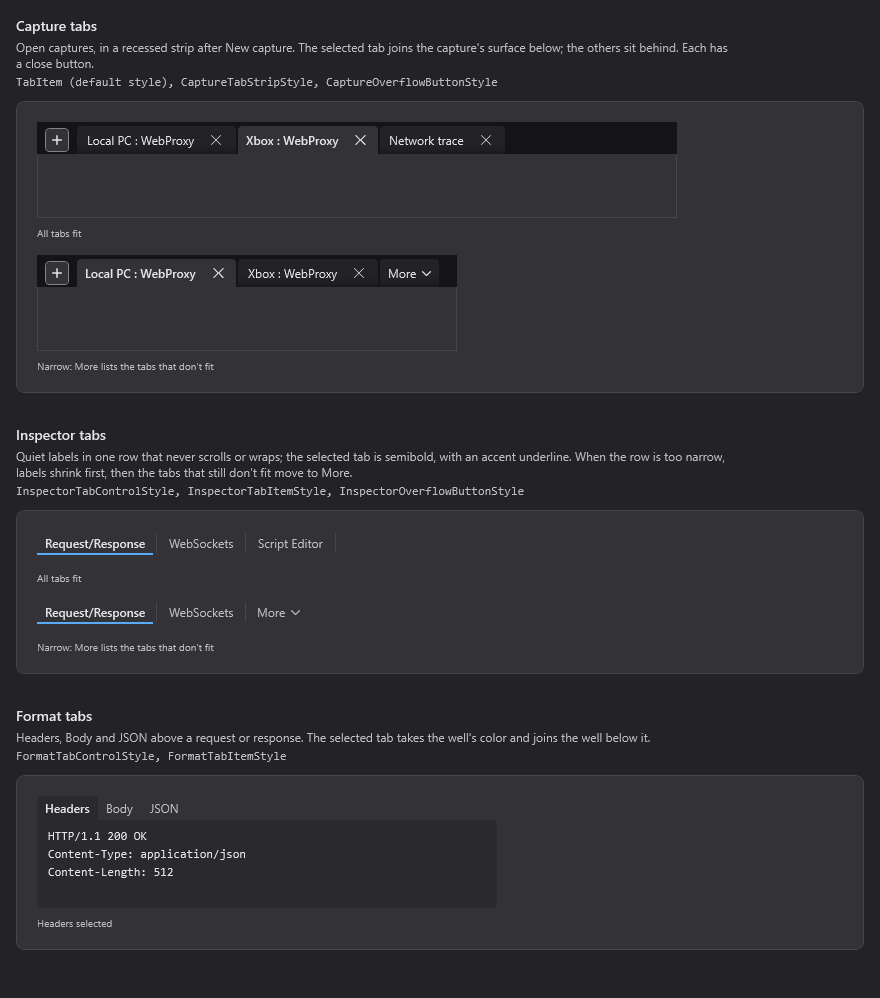 Capture tabs
Open captures, in a recessed strip after New capture. The selected tab joins the capture's surface below; the others sit behind. Each has
a close button.
TabItem (default style), CaptureTabStripStyle, CaptureOverflowButtonStyle
Local PC : WebProxy Xbox : WebProxy Network trace
All tabs fit
Local PC : WebProxy Xbox : WebProxy More
Narrow: More lists the tabs that don't fit
Inspector tabs
Quiet labels in one row that never scrolls or wraps; the selected tab is semibold, with an accent underline. When the row is too narrow,
labels shrink first, then the tabs that still don't fit move to More.
InspectorTabControlStyle, InspectorTabItemStyle, InspectorOverflowButtonStyle
Request/Response WebSockets Script Editor
All tabs fit
Request/Response WebSockets More
Narrow: More lists the tabs that don't fit
Format tabs
Headers, Body and JSON above a request or response. The selected tab takes the well's color and joins the well below it.
FormatTabControlStyle, FormatTabItemStyle
Headers Body JSON
HTTP/1.1 200 OK
Content-Type: application/json
Content-Length: 512
Headers selected